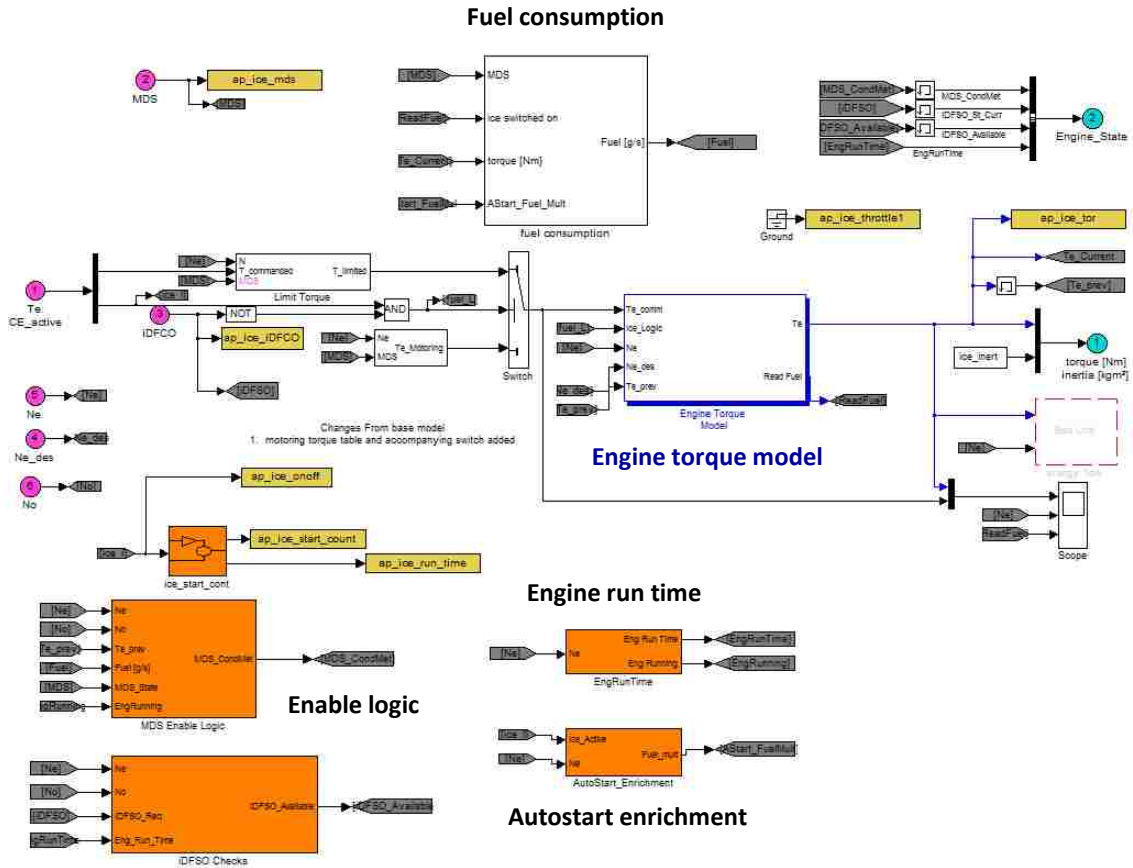 Fuel consumption
2
MDS
ap_ice_mds
[MDS]
[MDS]
MDS
ReadFuel
ice switched on
Te_Current
torque [Nm]
AStart_Fuel_Mult
Fuel [g/s]
[Fuel]
fuel consumption
[MDS_CondMet]
MDS_CondMet
[iDFSO]
IDFSO_St_Curr
DFSO_Available
IDFSO_Available
[EngRunTime]
EngRunTime
2
Engine_State
Ground
ap_ice_throttle1
ap_ice_tor
Te_Current
[Te_prev]
1
Te
CE_active
[Ne]
N
T_commanded
[MDS]
MDS
T_limited
Limit Torque
3
iDFCO
NOT
AND
ap_ice_iDFCO
[iDFSO]
[Ne]
Ne
[MDS]
MDS
Te_Motoring
Switch
fuel_L
[Ne]
Ne_des
Te_prev
Te_comm
ice_Logic
Ne
Ne_des
Te_prev
Te
Read Fuel
[ReadFuel]
Engine Torque
Model
Engine torque model
ice_inert
1
torque [Nm]
inertia [kgm²]
[Ne]
5
Ne
[Ne]
4
Ne_des
Ne_des
6
No
[No]
Changes From base model
1. motoring torque table and accompanying switch added
ap_ice_onoff
ap_ice_start_count
ap_ice_run_time
ice_start_cont
[Ne]
ReadFuel
Scope
[Ne]
Ne
[No]
No
Te_prev
Te_prev
[Fuel]
Fuel [g/s]
[MDS]
MDS_State
EngRunning
MDS_CondMet
[MDS_CondMet]
MDS Enable Logic
Enable logic
Engine run time
[Ne]
Ne
Eng Run Time
[EngRunTime]
Eng Running
[EngRunning]
EngRunTime
ice_Active
[Ne]
Ne
Fuel_mult
AStart_FuelMult
AutoStart_Enrichment
Autostart enrichment
[Ne]
Ne
[No]
No
[iDFSO]
iDFSO_Req
Eng_Run_Time
iDFSO_Available
[iDFSO_Available]
iDFSO Checks